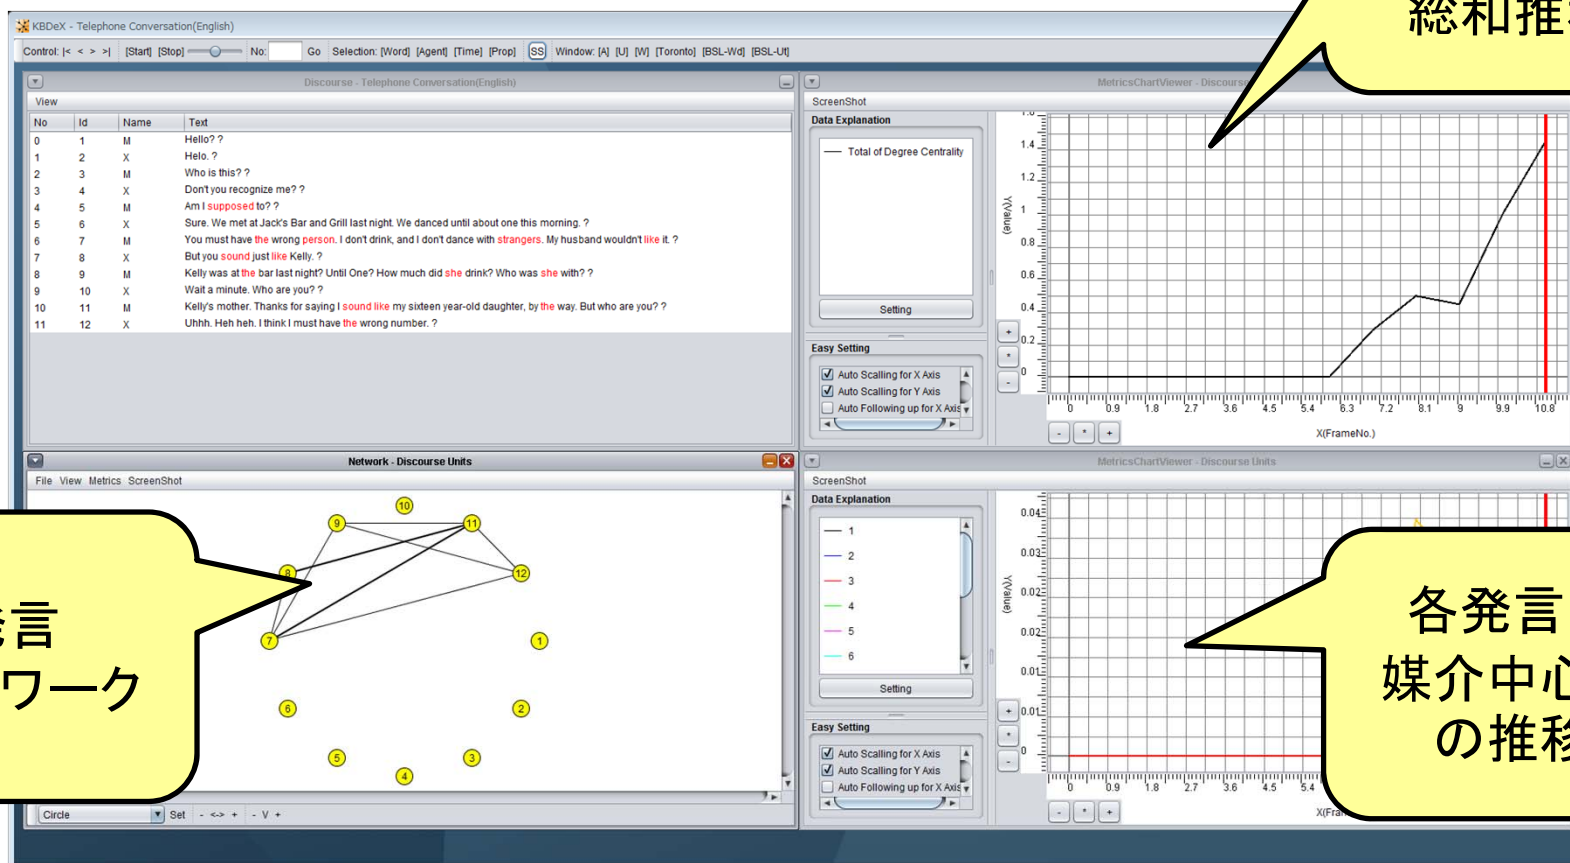 総和推
KBDeX - Telephone Conversation(English)
Control: |< < > >| [Start] [Stop] No: Go Selection: [Word] [Agent] [Time] [Prop] SS Window: [A] [U] [W] [Toronto] [BSL-Wd] [BSL-Ut]
Discourse - Telephone Conversation(English)
View
No Id Name Text
0 1 M Hello? ?
1 2 X Helo. ?
2 3 M Who is this? ?
3 4 X Don't you recognize me? ?
4 5 M Am I supposed to? ?
5 6 X Sure. We met at Jack's Bar and Grill last night. We danced until about one this morning. ?
6 7 M You must have the wrong person. I don't drink, and I don't dance with strangers. My husband wouldn't like it. ?
7 8 X But you sound just like Kelly. ?
8 9 M Kelly was at the bar last night? Until One? How much did she drink? Who was she with? ?
9 10 X Wait a minute. Who are you? ?
10 11 M Kelly's mother. Thanks for saying I sound like my sixteen year-old daughter, by the way. But who are you? ?
11 12 X Uhhh. Heh heh. I think I must have the wrong number. ?
MetricsChartViewer - Discourse
ScreenShot
Data Explanation
Total of Degree Centrality
Setting
Easy Setting
Auto Scalling for X Axis
Auto Scalling for Y Axis
Auto Following up for X Axis
+
*
-
Y(Value)
1.4
1.2
1
0.8
0.6
0.4
0.2
0
0 0.9 1.8 2.7 3.6 4.5 5.4 6.3 7.2 8.1 9 9.9 10.8
- * +
X(FrameNo.)
Network - Discourse Units
File View Metrics ScreenShot
10
9 11
8 12
7 1
6 2
5 3
4
発言
ワーク
Circle Set - <-> + - V +
MetricsChartViewer - Discourse Units
ScreenShot
Data Explanation
1
2
3
4
5
6
Setting
Easy Setting
Auto Scalling for X Axis
Auto Scalling for Y Axis
Auto Following up for X Axis
+
*
-
Y(Value)
0.04
0.03
0.02
0.02
0.01
0.01
0
0 0.9 1.8 2.7 3.6 4.5 5.4
- * +
X(Fra
各発言
媒介中心
の推移